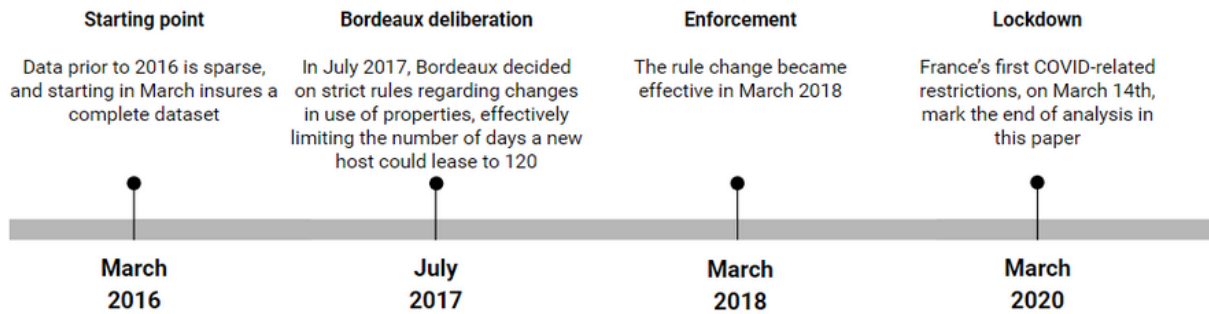 Starting point
Data prior to 2016 is sparse,
and starting in March insures a
complete dataset
March
2016
Bordeaux deliberation
In July 2017, Bordeaux decided
on strict rules regarding changes
in use of properties, effectively
limiting the number of days a new
host could lease to 120
July
2017
Enforcement
The rule change became
effective in March 2018
March
2018
Lockdown
France's first COVID-related
restrictions, on March 14th,
mark the end of analysis in
this paper
March
2020